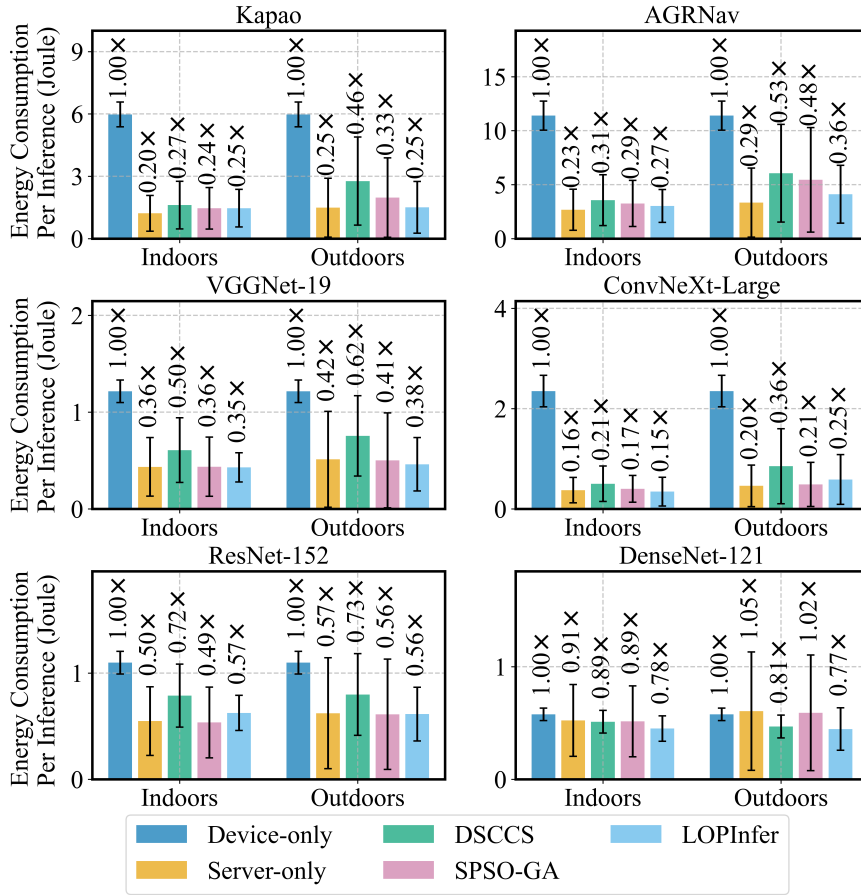 Kapao
AGRNav
Energy Consumption
Per Inference (Joule)
9
6
3
0
1.00×
0.20×
0.27×
0.24×
0.25×
1.00×
0.25×
0.46×
0.33×
0.25×
Indoors
Outdoors
15
10
5
0
1.00×
0.23×
0.31×
0.29×
0.27×
1.00×
0.29×
0.53×
0.48×
0.36×
Indoors
Outdoors
VGGNet-19
ConvNeXt-Large
Energy Consumption
Per Inference (Joule)
2
1
0
1.00×
0.36×
0.50×
0.36×
0.35×
1.00×
0.42×
0.62×
0.41×
0.38×
Indoors
Outdoors
4
2
0
1.00×
0.16×
0.21×
0.17×
0.15×
1.00×
0.20×
0.36×
0.21×
0.25×
Indoors
Outdoors
ResNet-152
DenseNet-121
Energy Consumption
Per Inference (Joule)
1
0
1.00×
0.50×
0.72×
0.49×
0.57×
1.00×
0.57×
0.73×
0.56×
0.56×
Indoors
Outdoors
1
0
1.00×
0.91×
0.89×
0.89×
0.78×
1.00×
1.05×
0.81×
1.02×
0.77×
Indoors
Outdoors
Device-only
DSCCS
LOPInfer
Server-only
SPSO-GA